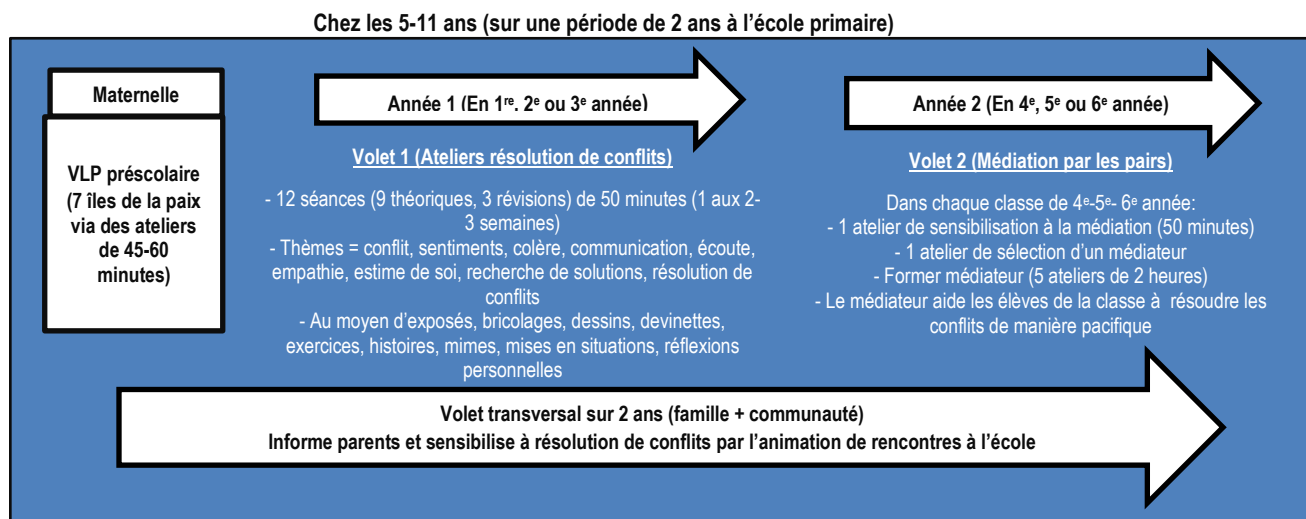 Chez les 5-11 ans (sur une période de 2 ans à l'école primaire)
Maternelle
VLP préscolaire
(7 îles de la paix
via des ateliers
de 45-60
minutes)
Année 1 (En 1re. 2e ou 3e année)
Volet 1 (Ateliers résolution de conflits)
- 12 séances (9 théoriques, 3 révisions) de 50 minutes (1 aux 2-
3 semaines)
- Thèmes = conflit, sentiments, colère, communication, écoute,
empathie, estime de soi, recherche de solutions, résolution de
conflits
- Au moyen d'exposés, bricolages, dessins, devinettes,
exercices, histoires, mimes, mises en situations, réflexions
personnelles
Année 2 (En 4e, 5e ou 6e année)
Volet 2 (Médiation par les pairs)
Dans chaque classe de 4e-5e- 6e année:
- 1 atelier de sensibilisation à la médiation (50 minutes)
- 1 atelier de sélection d'un médiateur
- Former médiateur (5 ateliers de 2 heures)
- Le médiateur aide les élèves de la classe à résoudre les
conflits de manière pacifique
Volet transversal sur 2 ans (famille + communauté)
Informe parents et sensibilise à résolution de conflits par l'animation de rencontres à l'école